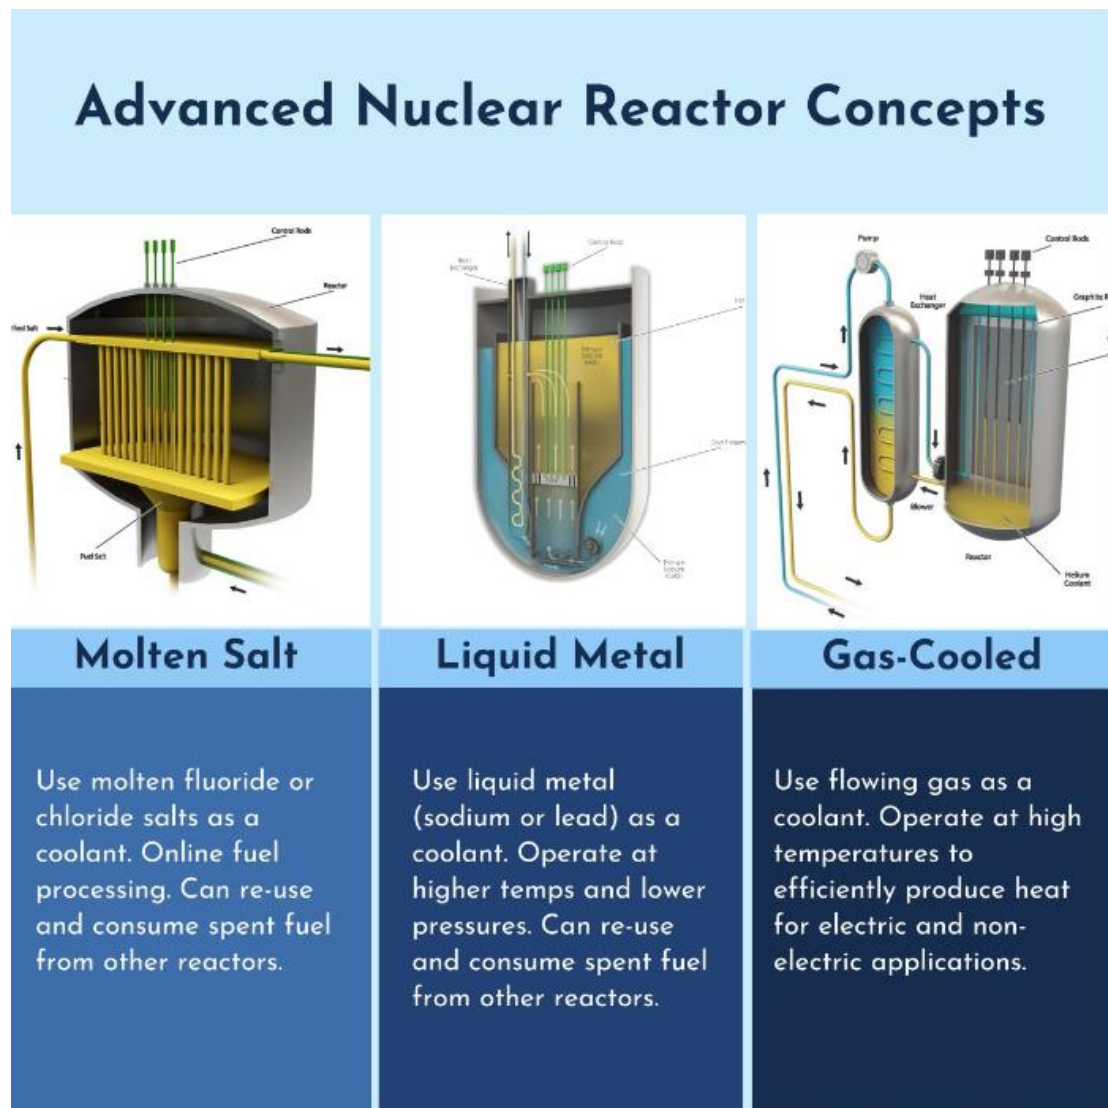 Advanced Nuclear Reactor Concepts
Control Rods
Reactor
Fuel Salt
Control Rods
Heat
Exchanger
Pump
Control Rods
Heat
Exchanger
Blower
Reactor
Helium
Coolant
Molten Salt
Use molten fluoride or
chloride salts as a
coolant. Online fuel
processing. Can re-use
and consume spent fuel
from other reactors.
Liquid Metal
Use liquid metal
(sodium or lead) as a
coolant. Operate at
higher temps and lower
pressures. Can re-use
and consume spent fuel
from other reactors.
Gas-Cooled
Use flowing gas as a
coolant. Operate at high
temperatures to
efficiently produce heat
for electric and non-
electric applications.